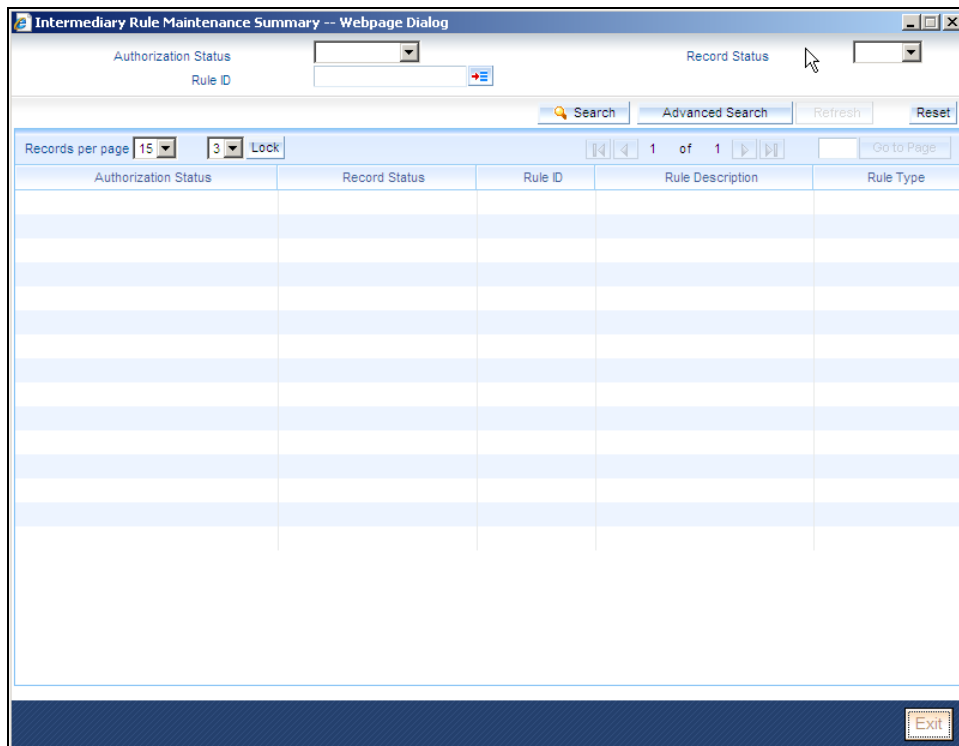 Intermediary Rule Maintenance Summary -- Webpage Dialog
Authorization Status Record Status
Rule ID
Search Advanced Search Refresh Reset
Records per page 15 3 Lock 1 of 1 Go to Page
Authorization Status Record Status Rule ID Rule Description Rule Type
Exit